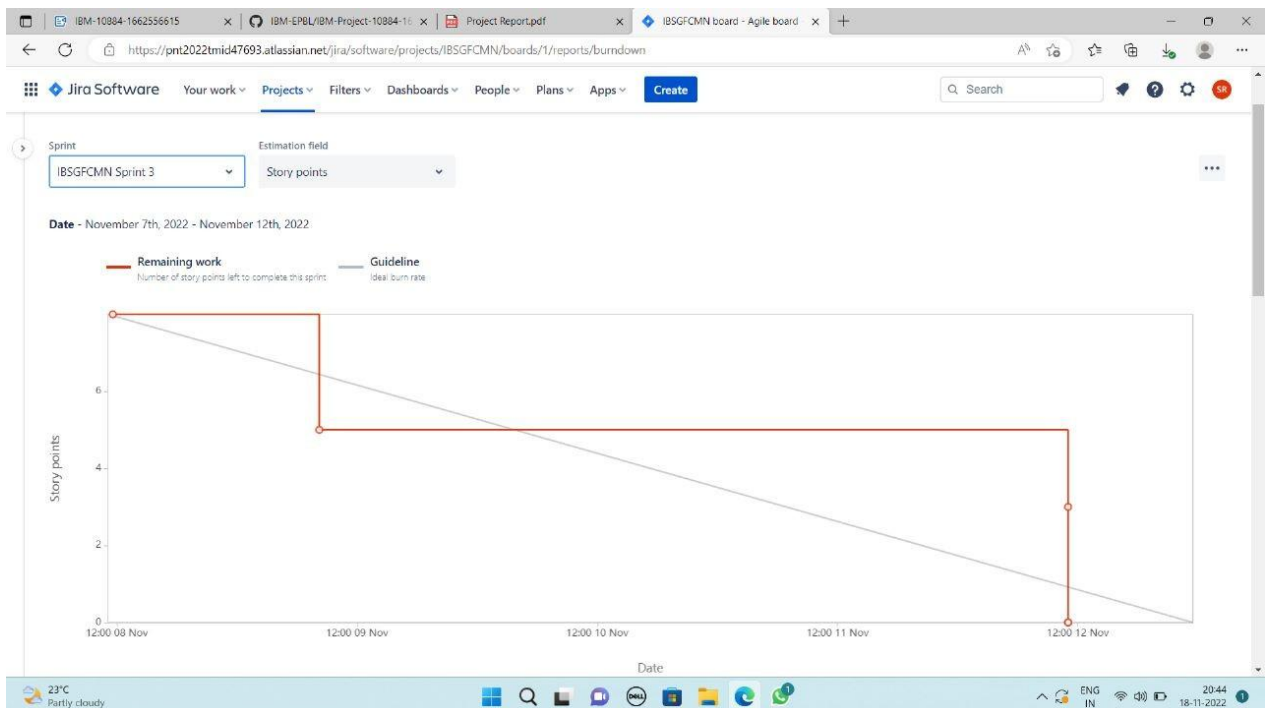 IBM-10884-1662556615
IBM-EPBL/IBM-Project-10884-16
Project Report.pdf
IBSGFCMN board - Agile board
https://pnt2022tmid47693.atlassian.net/jira/software/projects/IBSGFCMN/boards/1/reports/burndown
Jira Software Your work Projects Filters Dashboards People Plans Apps Create Search SR
Sprint Estimation field
IBSGFCMN Sprint 3 Story points
Date - November 7th, 2022 - November 12th, 2022
Remaining work Guideline
Number of story points left to complete this sprint Ideal burn rate
Story points
6
4
2
0
12:00 08 Nov 12:00 09 Nov 12:00 10 Nov 12:00 11 Nov 12:00 12 Nov
Date
23°C
Partly cloudy
DELL
1
ENG
IN
20:44
18-11-2022
1